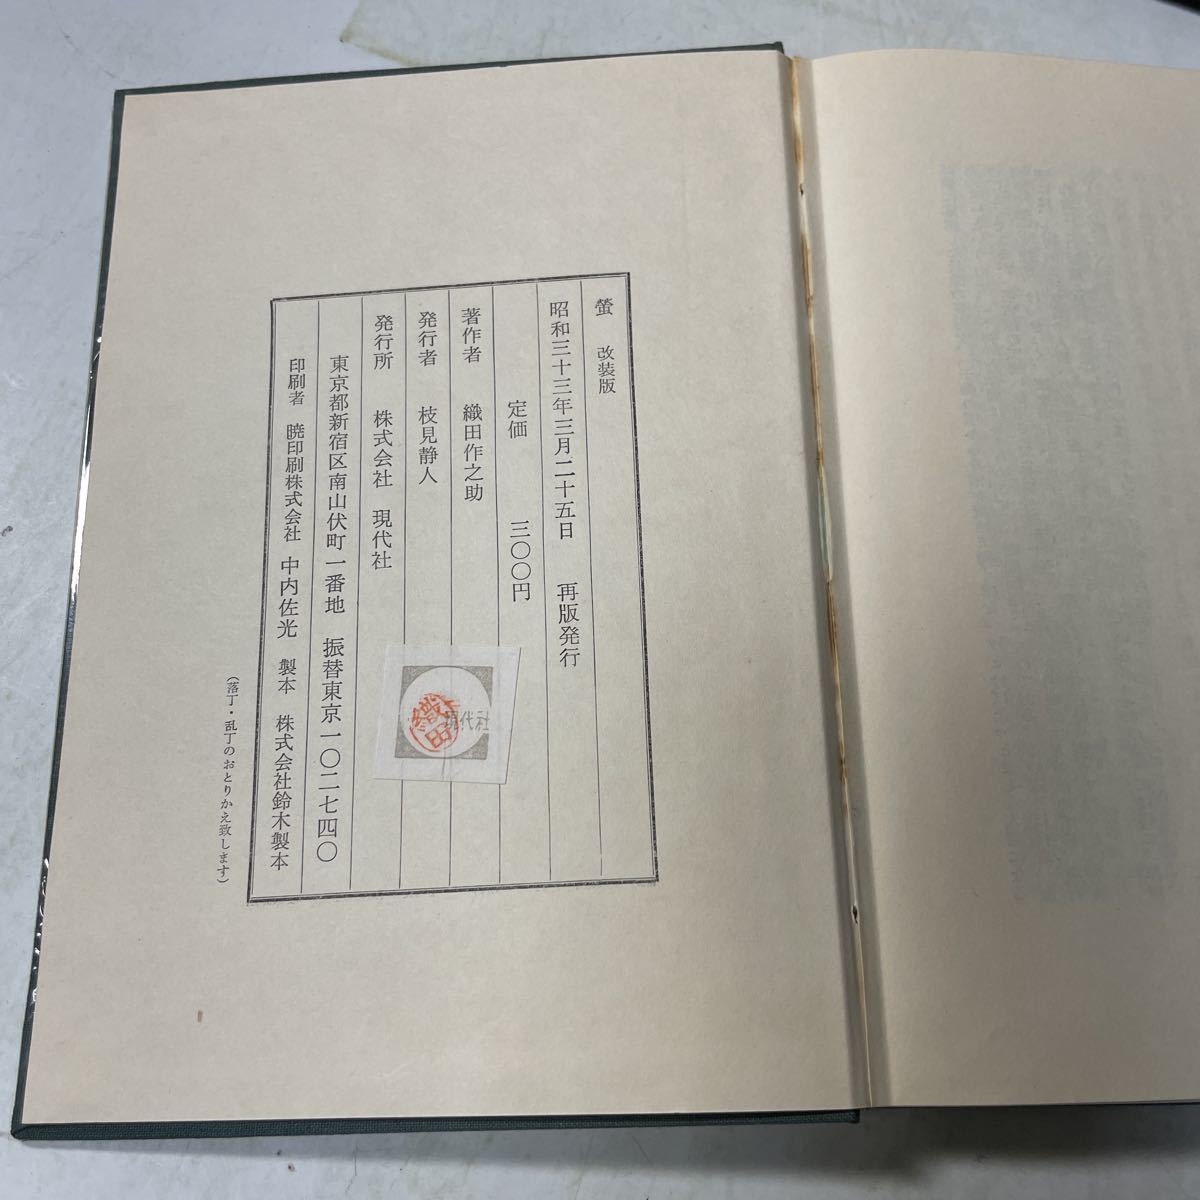 螢 改装版
昭和三十三年三月二十五日 再版発行
定価 三〇〇円
著作者 織田作之助
発行者 枝見静人
発行所 株式会社 現代社
東京都新宿区南山伏町一番地 振替東京一〇二七四〇
印刷者 暁印刷株式会社 中内佐光 製本 株式会社鈴木製本
（落丁・乱丁のおとりかえ致します）
現代社
織田